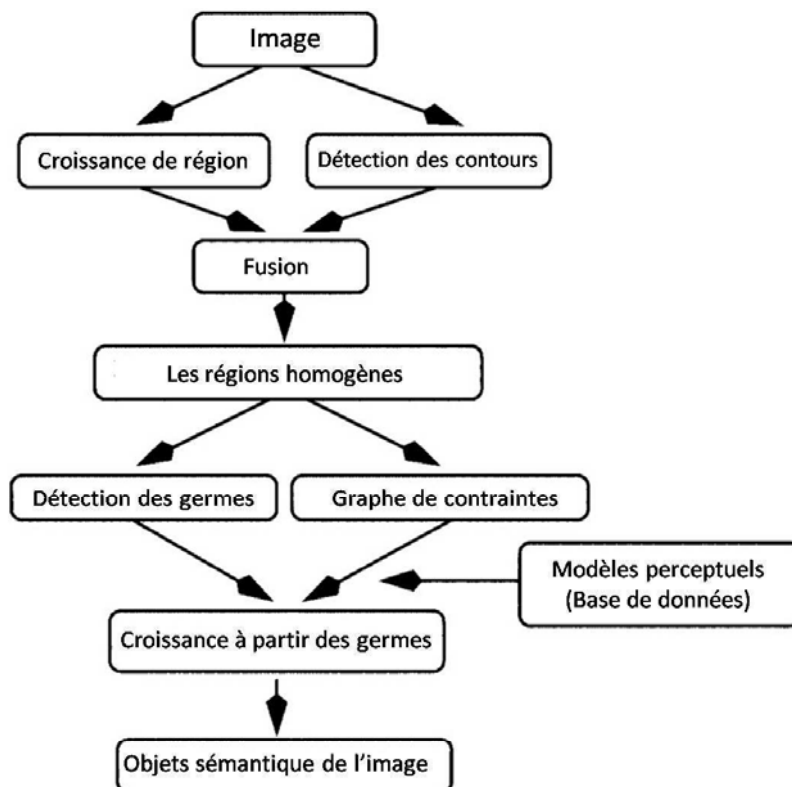 Image
Croissance de région
Détection des contours
Fusion
Les régions homogènes
Détection des germes
Graphe de contraintes
Modèles perceptuels
(Base de données)
Croissance à partir des germes
Objets sémantique de l'image